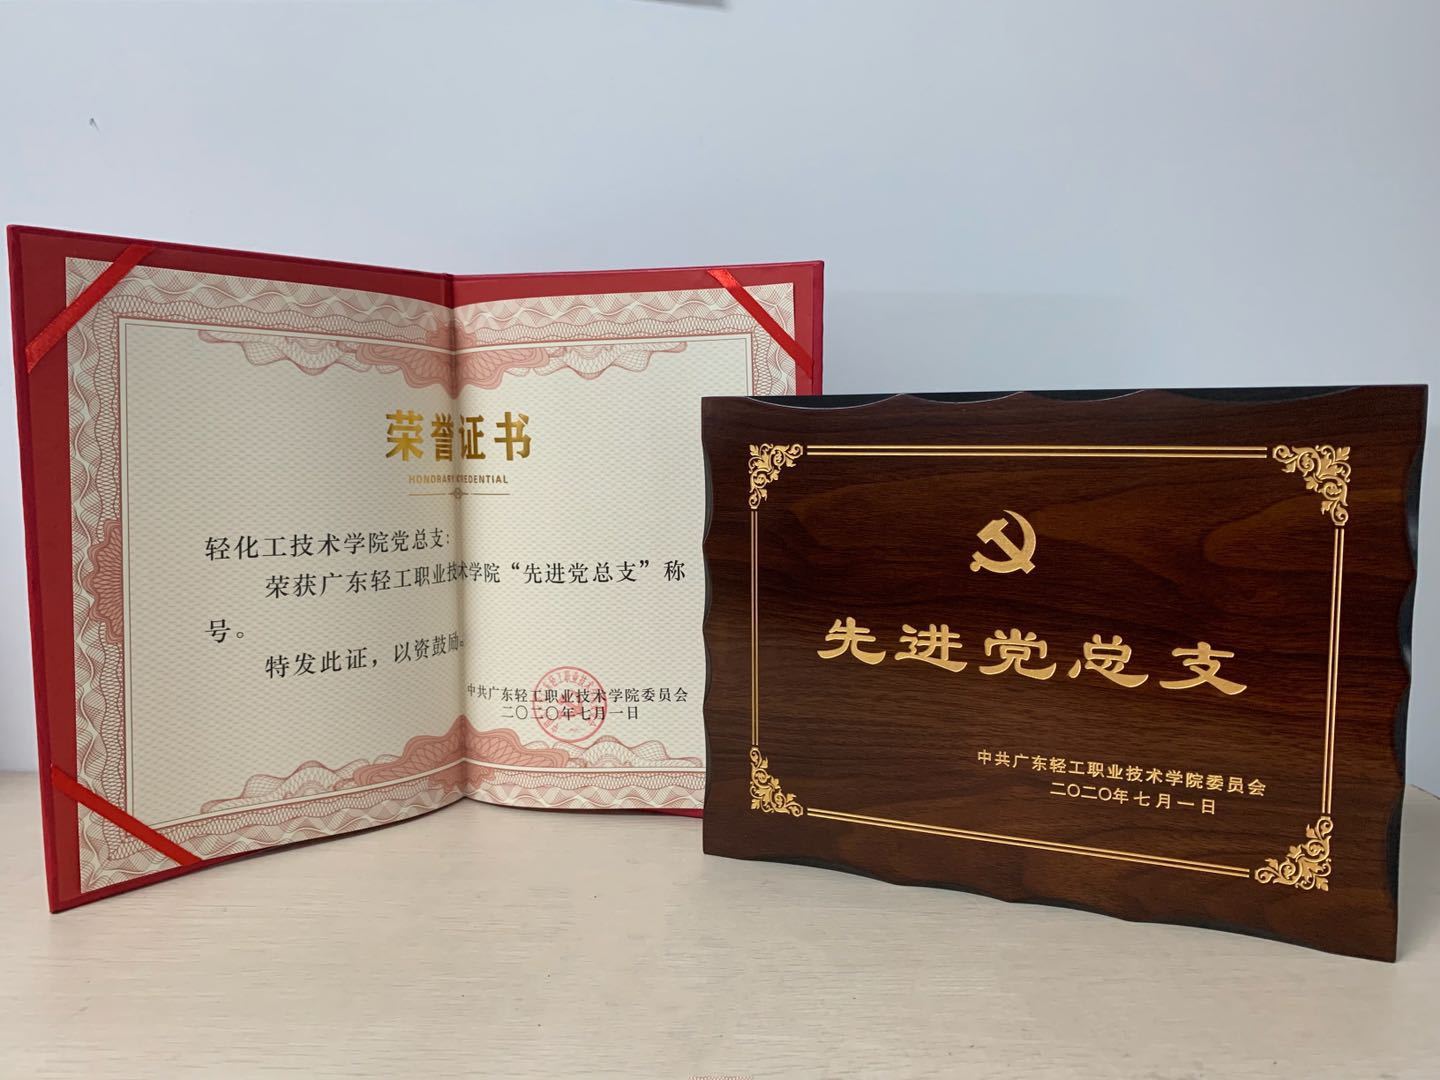 荣誉证书
HONORARY CREDENTIAL
轻化工技术学院党总支：
荣获广东轻工职业技术学院“先进党总支”称
号。
特发此证，以资鼓励。
中共广东轻工职业技术学院委员会
二〇二〇年七月一日
先进党总支
中共广东轻工职业技术学院委员会
二〇二〇年七月一日